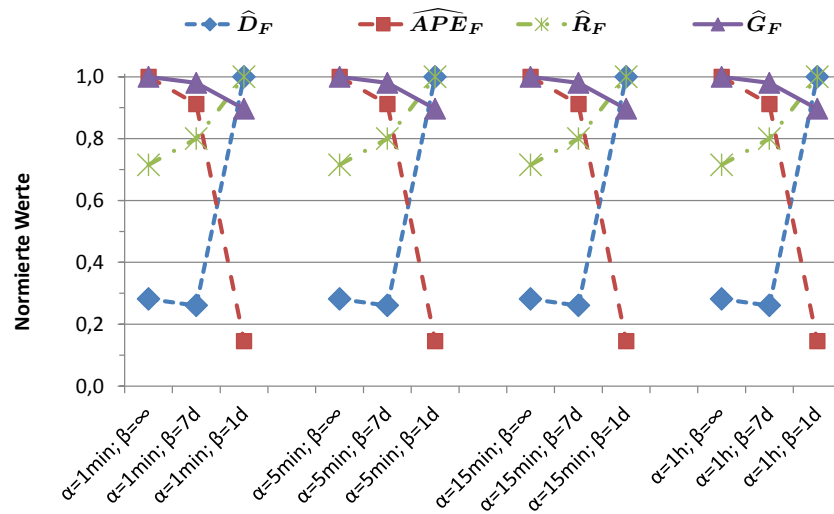 D̂_F
APÊ_F
R̂_F
Ĝ_F
Normierte Werte
1,0
0,8
0,6
0,4
0,2
0,0
α=1min; β=∞
α=1min; β=7d
α=1min; β=1d
α=5min; β=∞
α=5min; β=7d
α=5min; β=1d
α=15min; β=∞
α=15min; β=7d
α=15min; β=1d
α=1h; β=∞
α=1h; β=7d
α=1h; β=1d